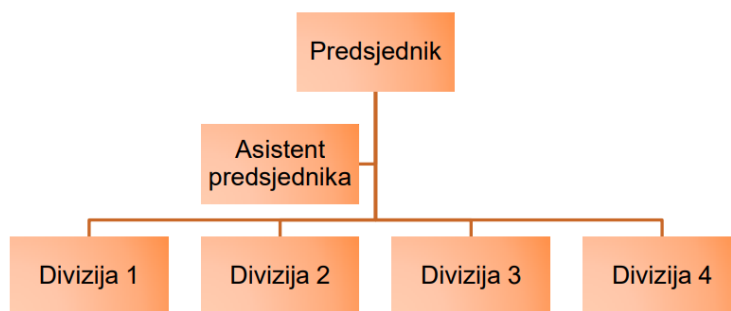 Predsjednik
Asistent
predsjednika
Divizija 1
Divizija 2
Divizija 3
Divizija 4